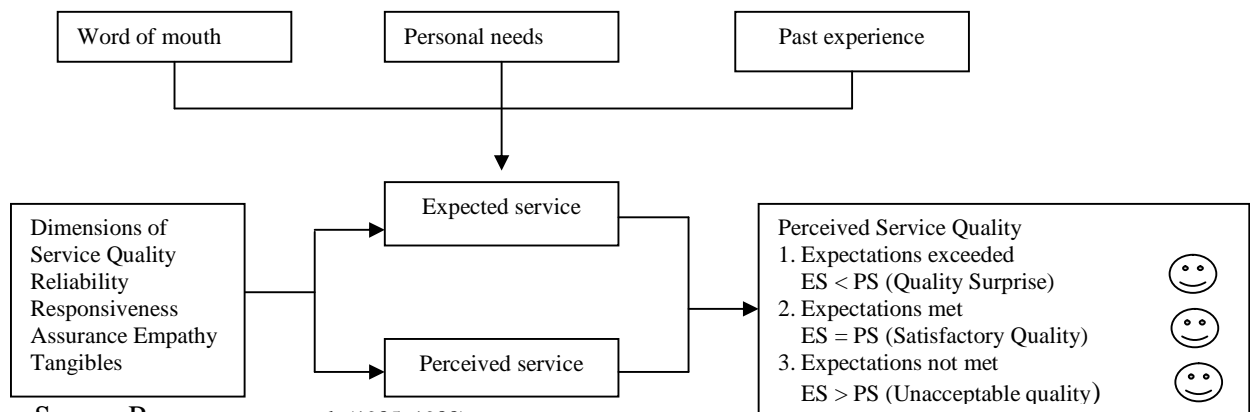 Word of mouth
Personal needs
Past experience
Expected service
Dimensions of
Service Quality
Reliability
Responsiveness
Assurance Empathy
Tangibles
Perceived service
Perceived Service Quality
1. Expectations exceeded
ES < PS (Quality Surprise)
2. Expectations met
ES = PS (Satisfactory Quality)
3. Expectations not met
ES > PS (Unacceptable quality)